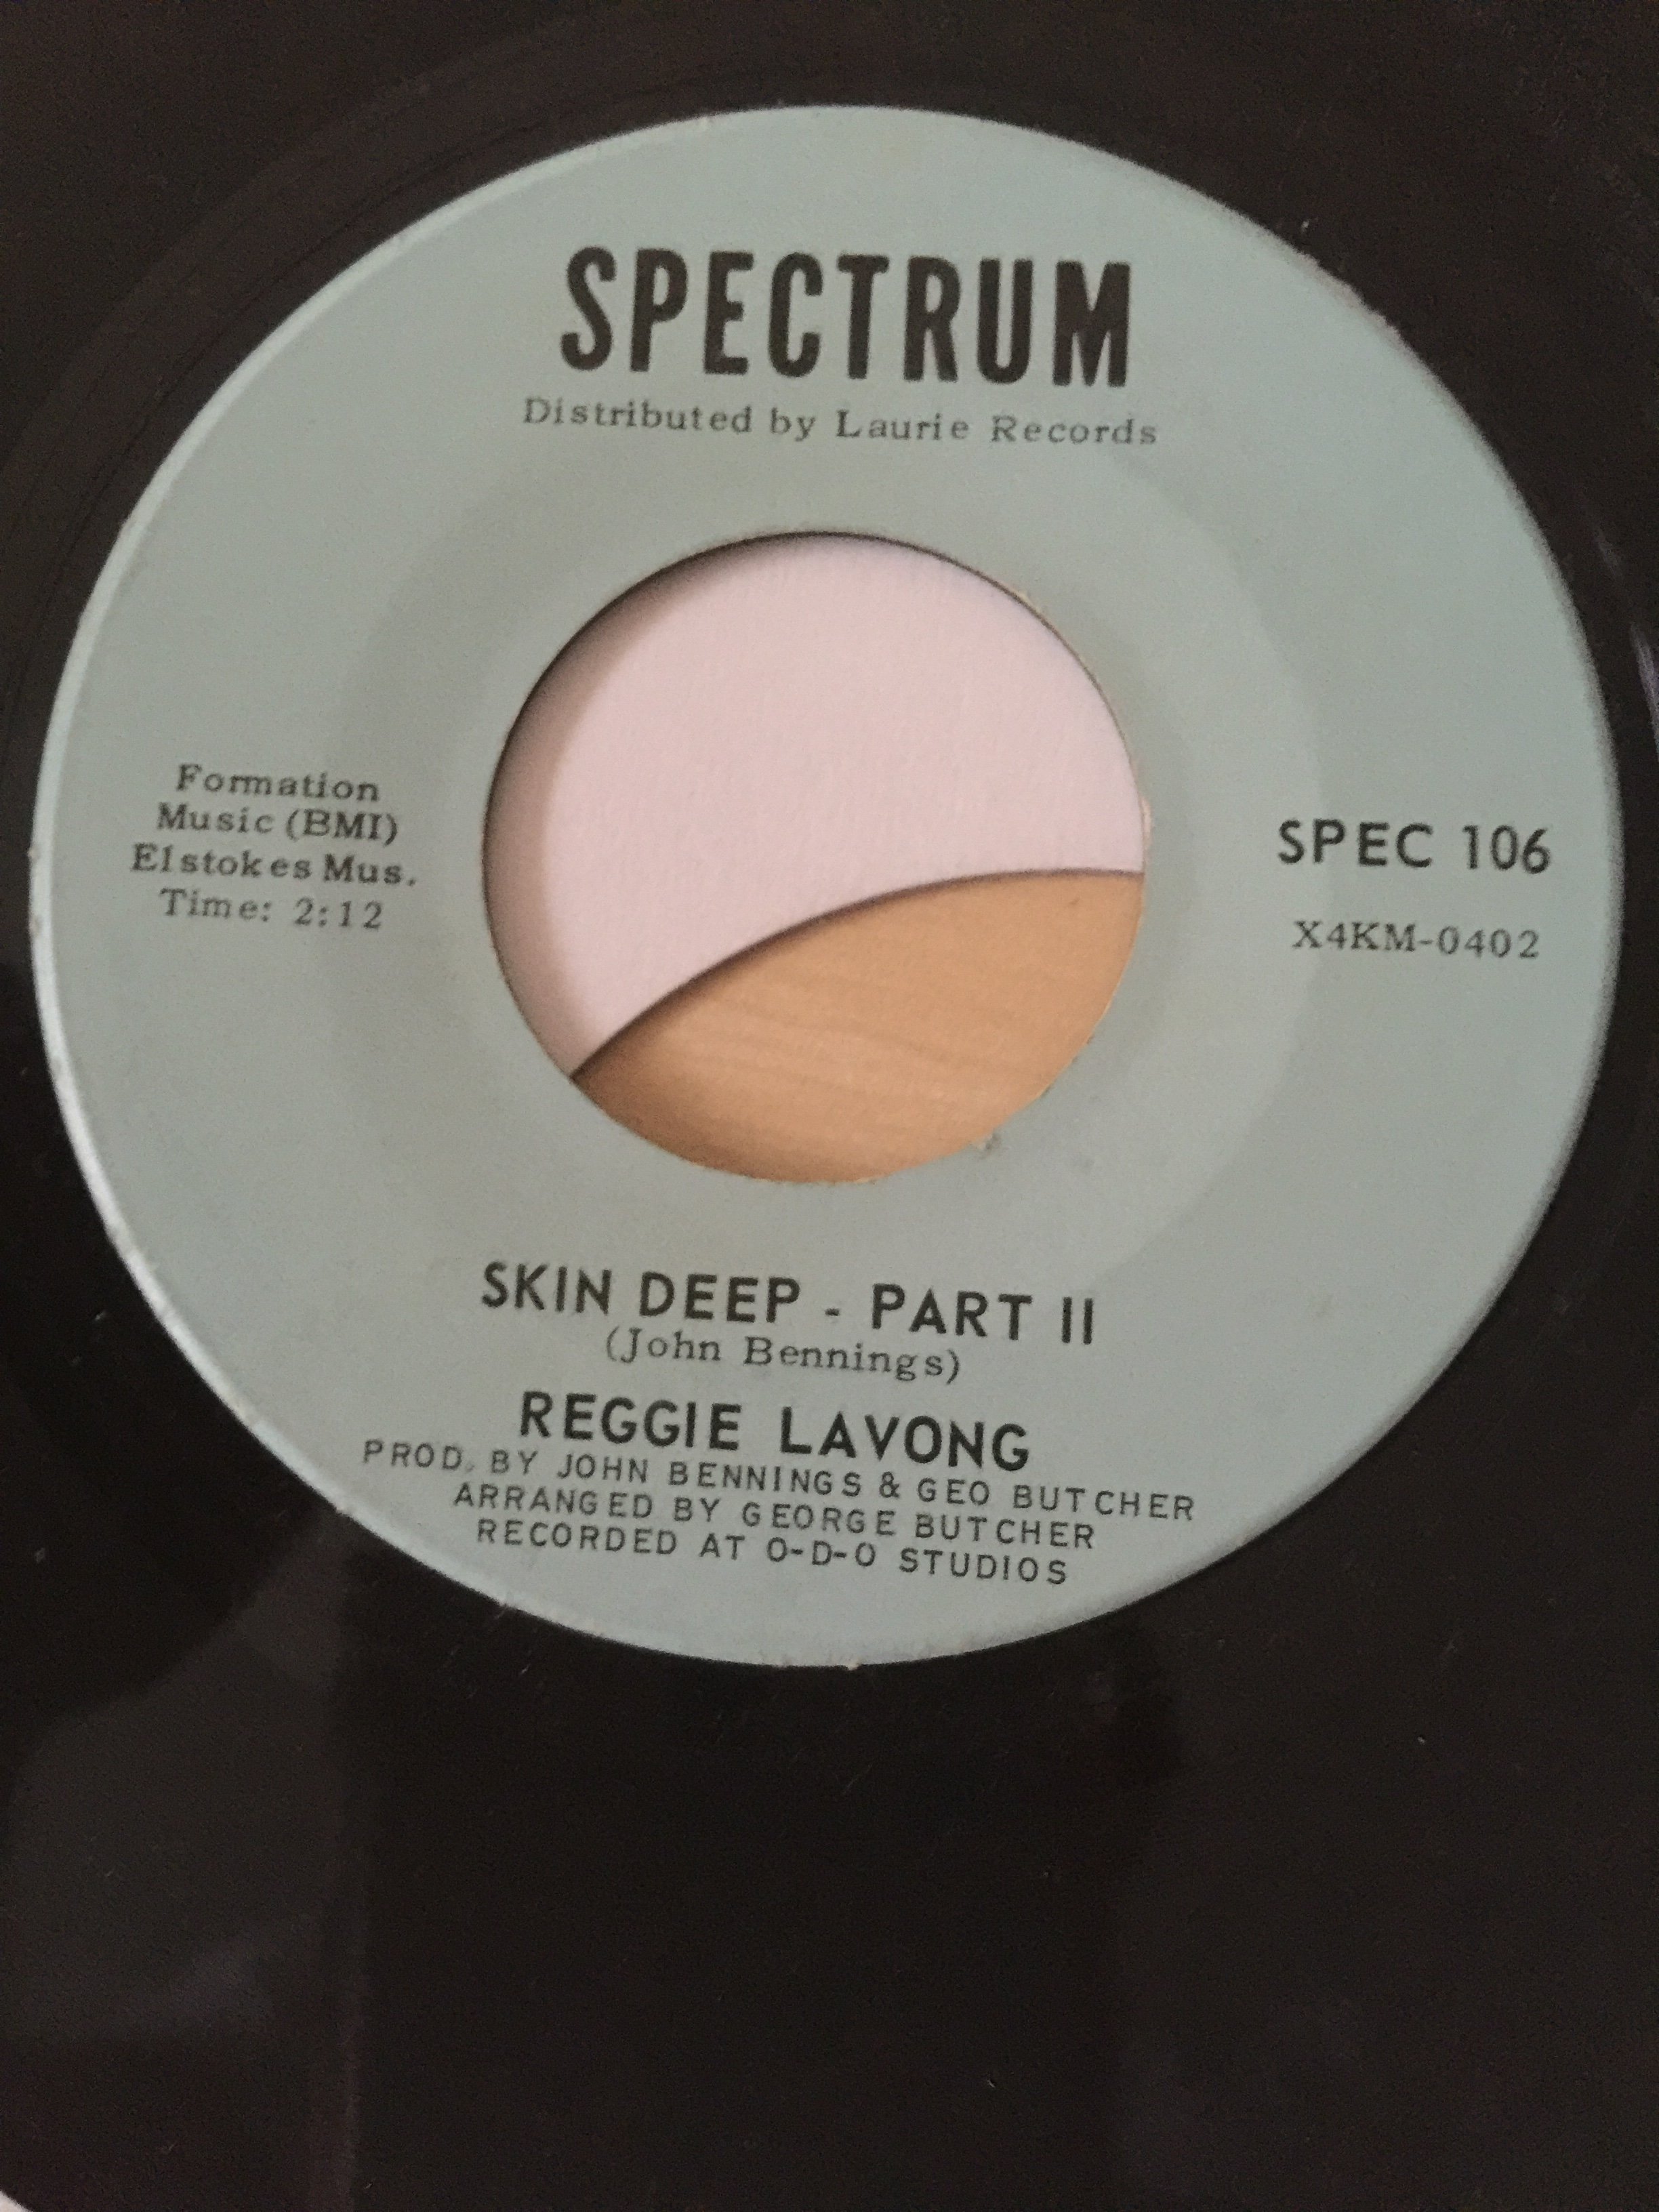 SPECTRUM
Distributed by Laurie Records
Formation
Music (BMI)
Elstokes Mus.
Time: 2:12
SPEC 106
X4KM-0402
SKIN DEEP - PART II
(John Bennings)
REGGIE LAVONG
PROD. BY JOHN BENNINGS & GEO BUTCHER
ARRANGED BY GEORGE BUTCHER
RECORDED AT O-D-O STUDIOS